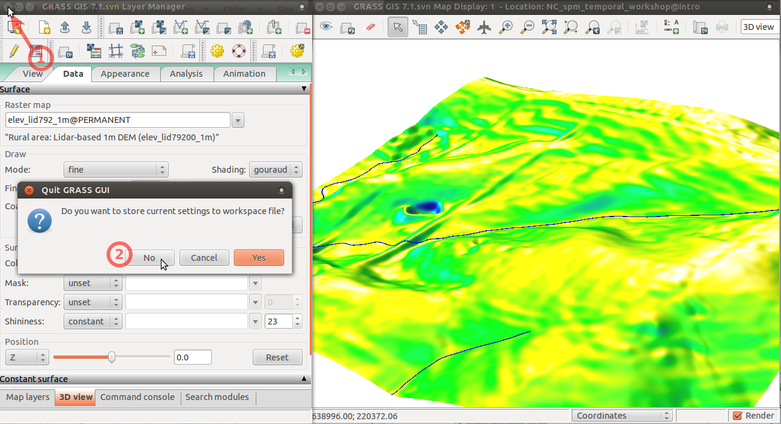 GRASS GIS 7.1.svn Layer Manager
GRASS GIS 7.1.svn Map Display: 1 - Location: NC_spm_temporal_workshop@intro
3D view
1
View Data Appearance Analysis Animation
Surface
Raster map
elev_lid792_1m@PERMANENT
"Rural area: Lidar-based 1m DEM (elev_lid79200_1m)"
Draw
Mode: fine Shading: gouraud
Quit GRASS GUI
Do you want to store current settings to workspace file?
2
No Cancel Yes
Mask: unset
Transparency: unset 0
Shininess: constant 23
Position
Z 0.0 Reset
Constant surface
Map layers 3D view Command console Search modules
638996.00; 220372.06 Coordinates Render